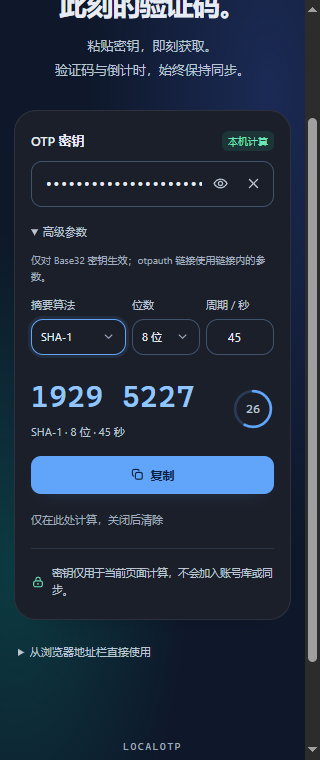 此刻的验证码。
粘贴密钥，即刻获取。
验证码与倒计时，始终保持同步。
OTP 密钥
本机计算
高级参数
仅对 Base32 密钥生效；otpauth 链接使用链接内的参
数。
摘要算法
位数
周期 / 秒
SHA-1
8 位
45
1929 5227
26
SHA-1 · 8 位 · 45 秒
复制
仅在此处计算，关闭后清除
密钥仅用于当前页面计算，不会加入账号库或同
步。
从浏览器地址栏直接使用
LOCALOTP